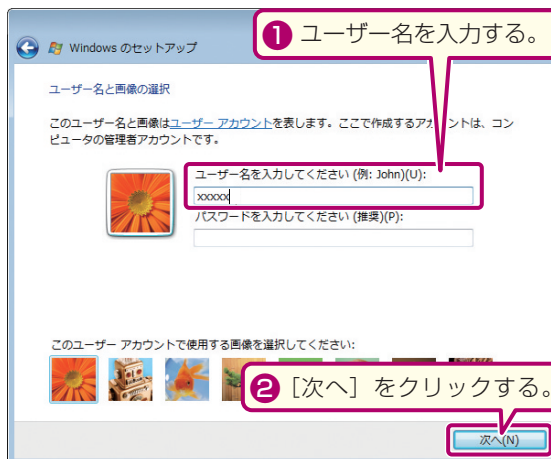 ❶ ユーザー名を入力する。
Windows のセットアップ
ユーザー名と画像の選択
このユーザー名と画像はユーザー アカウントを表します。ここで作成するアカウントは、コン
ピュータの管理者アカウントです。
ユーザー名を入力してください (例: John)(U):
xxxxx
パスワードを入力してください (推奨)(P):
このユーザー アカウントで使用する画像を選択してください:
❷［次へ］をクリックする。
次へ(N)